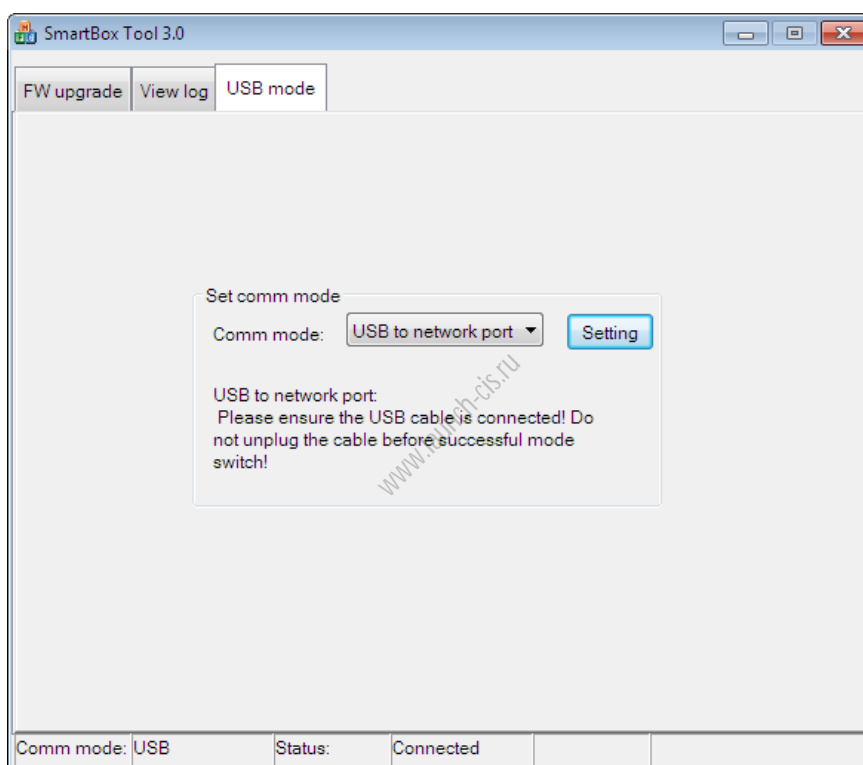 SmartBox Tool 3.0
FW upgrade View log USB mode
Set comm mode
Comm mode: USB to network port Setting
USB to network port:
Please ensure the USB cable is connected! Do
not unplug the cable before successful mode
switch!
Comm mode: USB Status: Connected